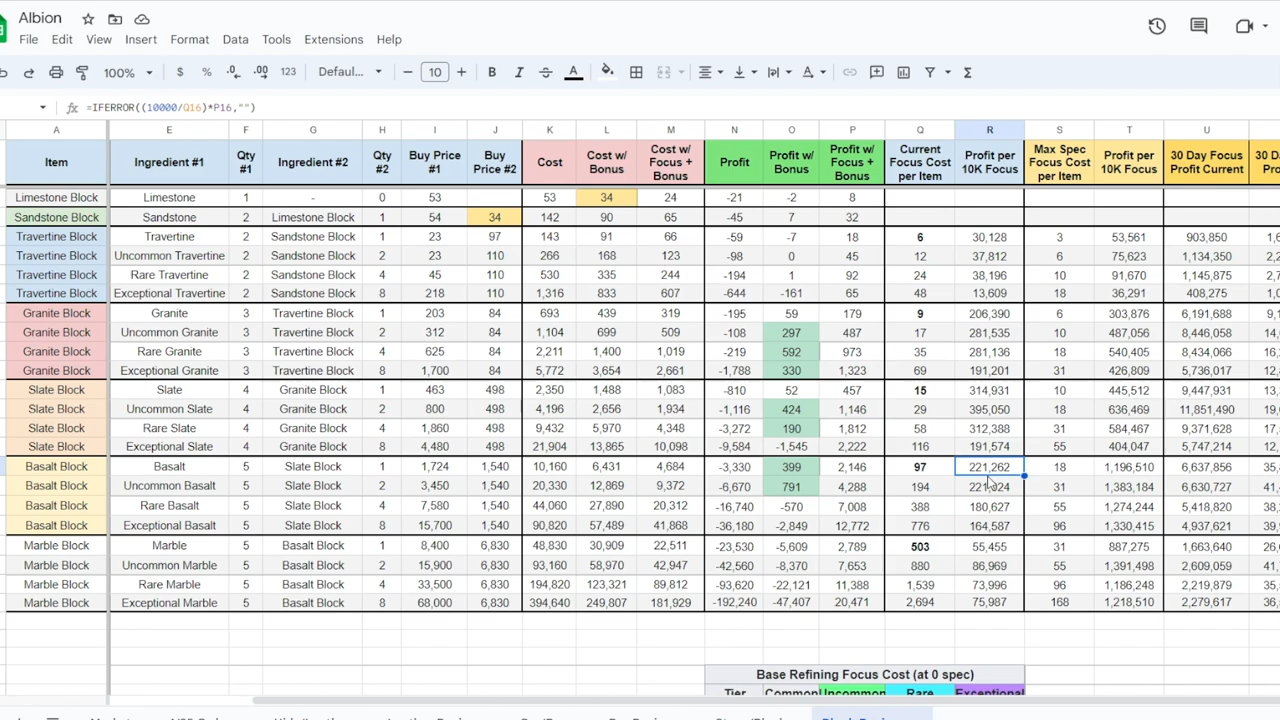 Albion
File Edit View Insert Format Data Tools Extensions Help
100% $ % .0 .00 123 Defaul... 10 B I A Σ
fx =IFERROR((10000/Q16)*P16,"")
A E F G H I J K L M N O P Q R S T U
Item Ingredient #1 Qty #1 Ingredient #2 Qty #2 Buy Price #1 Buy Price #2 Cost Cost w/ Bonus Cost w/ Focus + Bonus Profit Profit w/ Bonus Profit w/ Focus + Bonus Current Focus Cost per Item Profit per 10K Focus Max Spec Focus Cost per Item Profit per 10K Focus 30 Day Focus Profit Current 30 Da
Limestone Block Limestone 1 - 0 53 53 34 24 -21 -2 8
Sandstone Block Sandstone 2 Limestone Block 1 54 34 142 90 65 -45 7 32
Travertine Block Travertine 2 Sandstone Block 1 23 97 143 91 66 -59 -7 18 6 30,128 3 53,561 903,850 1,6
Travertine Block Uncommon Travertine 2 Sandstone Block 2 23 110 266 168 123 -98 0 45 12 37,812 6 75,623 1,134,350 2,2
Travertine Block Rare Travertine 2 Sandstone Block 4 45 110 530 335 244 -194 1 92 24 38,196 10 91,670 1,145,875 2,7
Travertine Block Exceptional Travertine 2 Sandstone Block 8 218 110 1,316 833 607 -644 -161 65 48 13,609 18 36,291 408,275 1,0
Granite Block Granite 3 Travertine Block 1 203 84 693 439 319 -195 59 179 9 206,390 6 303,876 6,191,688 9,1
Granite Block Uncommon Granite 3 Travertine Block 2 312 84 1,104 699 509 -108 297 487 17 281,535 10 487,056 8,446,058 14,
Granite Block Rare Granite 3 Travertine Block 4 625 84 2,211 1,400 1,019 -219 592 973 35 281,136 18 540,405 8,434,066 16,
Granite Block Exceptional Granite 3 Travertine Block 8 1,700 84 5,772 3,654 2,661 -1,788 330 1,323 69 191,201 31 426,809 5,736,017 12,
Slate Block Slate 4 Granite Block 1 463 498 2,350 1,488 1,083 -810 52 457 15 314,931 10 445,512 9,447,931 13,
Slate Block Uncommon Slate 4 Granite Block 2 800 498 4,196 2,656 1,934 -1,116 424 1,146 29 395,050 18 636,469 11,851,490 19,
Slate Block Rare Slate 4 Granite Block 4 1,860 498 9,432 5,970 4,348 -3,272 190 1,812 58 312,388 31 584,467 9,371,628 17,
Slate Block Exceptional Slate 4 Granite Block 8 4,480 498 21,904 13,865 10,098 -9,584 -1,545 2,222 116 191,574 55 404,047 5,747,214 12,
Basalt Block Basalt 5 Slate Block 1 1,724 1,540 10,160 6,431 4,684 -3,330 399 2,146 97 221,262 18 1,196,510 6,637,856 35,
Basalt Block Uncommon Basalt 5 Slate Block 2 3,450 1,540 20,330 12,869 9,372 -6,670 791 4,288 194 31 1,383,184 6,630,727 41,
Basalt Block Rare Basalt 5 Slate Block 4 7,580 1,540 44,060 27,890 20,312 -16,740 -570 7,008 388 180,627 55 1,274,244 5,418,820 38,
Basalt Block Exceptional Basalt 5 Slate Block 8 15,700 1,540 90,820 57,489 41,868 -36,180 -2,849 12,772 776 164,587 96 1,330,415 4,937,621 39,
Marble Block Marble 5 Basalt Block 1 8,400 6,830 48,830 30,909 22,511 -23,530 -5,609 2,789 503 55,455 31 887,275 1,663,640 26,
Marble Block Uncommon Marble 5 Basalt Block 2 15,900 6,830 93,160 58,970 42,947 -42,560 -8,370 7,653 880 86,969 55 1,391,498 2,609,059 41,
Marble Block Rare Marble 5 Basalt Block 4 33,500 6,830 194,820 123,321 89,812 -93,620 -22,121 11,388 1,539 73,996 96 1,186,248 2,219,879 35,
Marble Block Exceptional Marble 5 Basalt Block 8 68,000 6,830 394,640 249,807 181,929 -192,240 -47,407 20,471 2,694 75,987 168 1,218,510 2,279,617 36,
Base Refining Focus Cost (at 0 spec)
Tier Common Uncommon Rare Exceptional